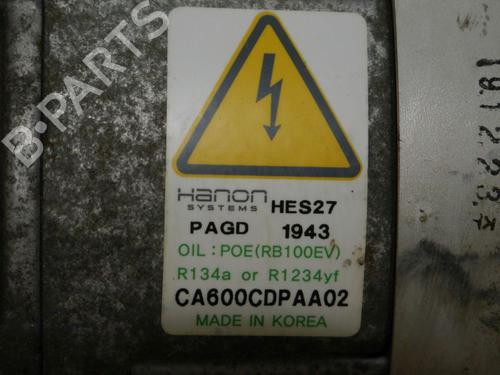 B-PARTS
Hanon
SYSTEMS
HES27
PAGD 1943
OIL : POE(RB100EV)
R134a or R1234yf
CA600CDPAA02
MADE IN KOREA